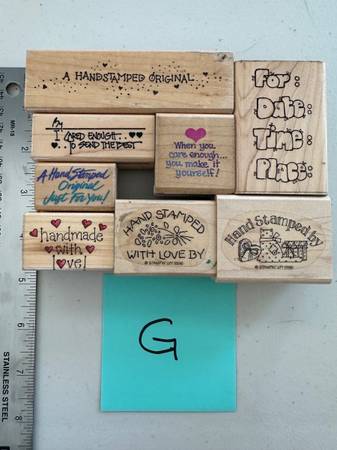 A HANDSTAMPED ORIGINAL
For:
Date:
Time:
Place:
By
I CARED ENOUGH..
TO SEND THE BEST
When you
care enough...
you make it
yourself!
A Hand Stamped
Original
Just For You!
handmade
with
love!
HAND STAMPED
WITH LOVE BY
Hand Stamped by
G
2
3
4
5
6
7
8
STAINLESS STEEL